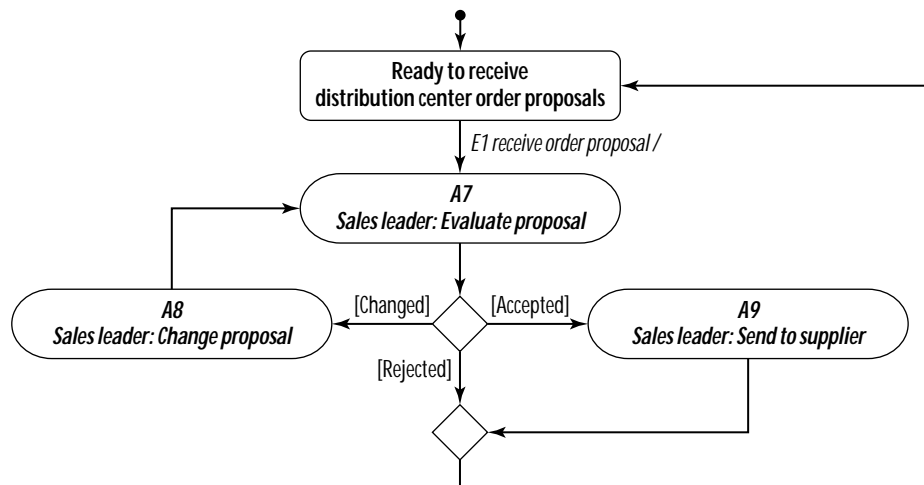 Ready to receive
distribution center order proposals
E1 receive order proposal /
A7
Sales leader: Evaluate proposal
[Changed]
[Accepted]
A8
Sales leader: Change proposal
A9
Sales leader: Send to supplier
[Rejected]